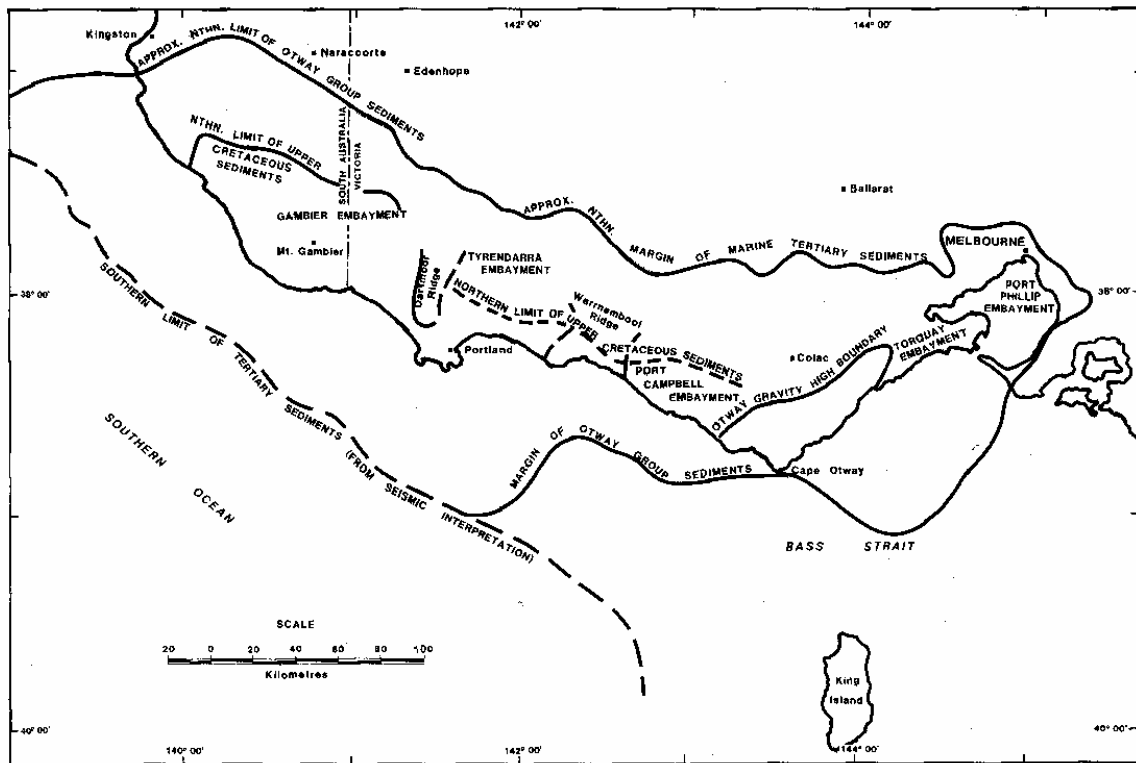 142° 00'
144° 00'
Kingston
Naracoorte
Edenhope
APPROX. NTHN. LIMIT OF OTWAY GROUP SEDIMENTS
NTHN. LIMIT OF UPPER
CRETACEOUS
SEDIMENTS
SOUTH AUSTRALIA
VICTORIA
Ballarat
GAMBIER EMBAYMENT
Mt. Gambier
APPROX. NTHN. MARGIN OF MARINE TERTIARY SEDIMENTS
MELBOURNE
PORT
PHILLIP
EMBAYMENT
TYRENDARRA
EMBAYMENT
Dartmoor
Ridge
38° 00'
38° 00'
NORTHERN LIMIT OF UPPER
CRETACEOUS SEDIMENTS
Warrnambool
Ridge
Portland
Colac
TORQUAY
EMBAYMENT
PORT
CAMPBELL
EMBAYMENT
OTWAY GRAVITY HIGH BOUNDARY
SOUTHERN LIMIT OF TERTIARY SEDIMENTS (FROM SEISMIC INTERPRETATION)
MARGIN OF OTWAY GROUP SEDIMENTS
Cape Otway
SOUTHERN
OCEAN
BASS STRAIT
SCALE
20 0 20 40 60 80 100
Kilometres
King
Island
40° 00'
40° 00'
140° 00'
142° 00'
144° 00'